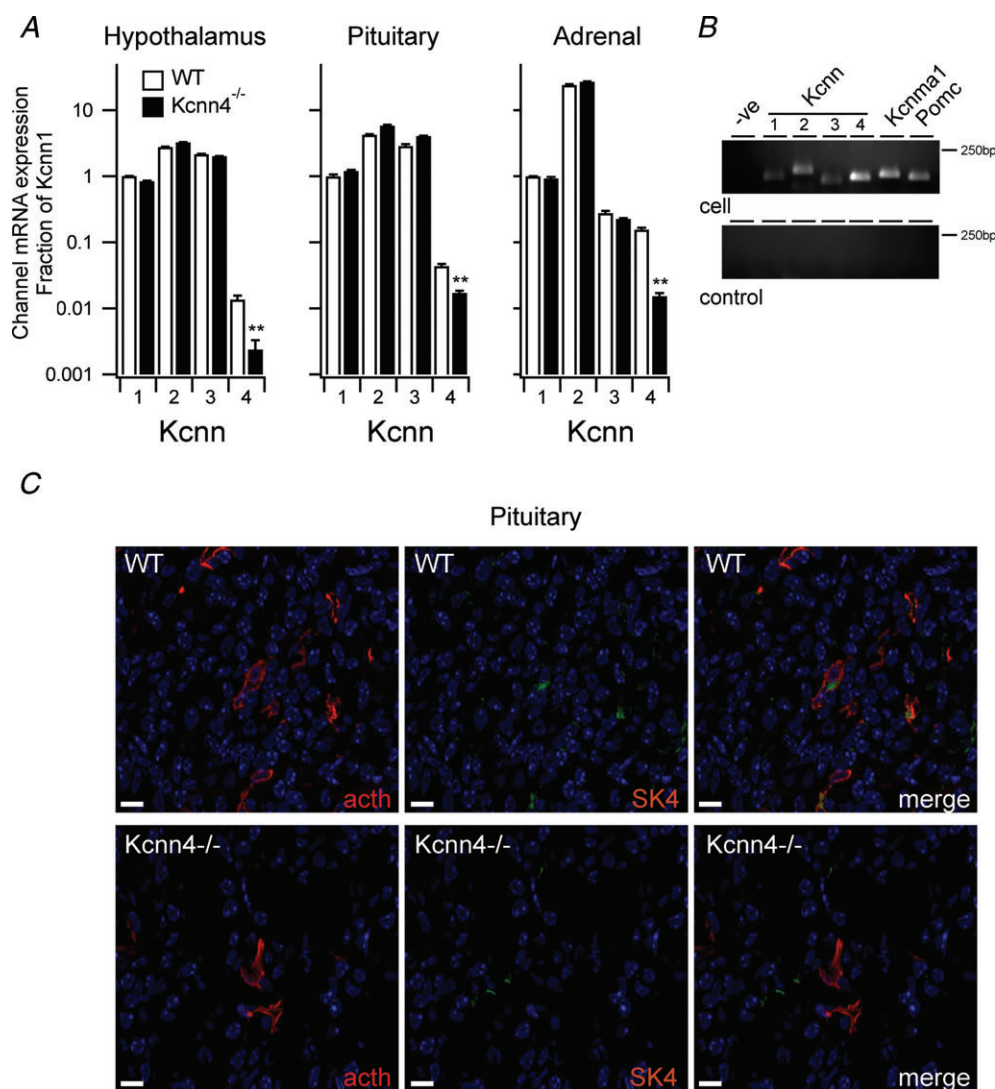 A
Hypothalamus
Pituitary
Adrenal
WT
Kcnn4-/-
Channel mRNA expression
Fraction of Kcnn1
10
1
0.1
0.01
0.001
**
**
**
1 2 3 4
1 2 3 4
1 2 3 4
Kcnn
Kcnn
Kcnn
B
-ve
Kcnn
1 2 3 4
Kcnma1
Pomc
250bp
cell
250bp
control
C
Pituitary
WT
WT
WT
acth
SK4
merge
Kcnn4-/-
Kcnn4-/-
Kcnn4-/-
acth
SK4
merge